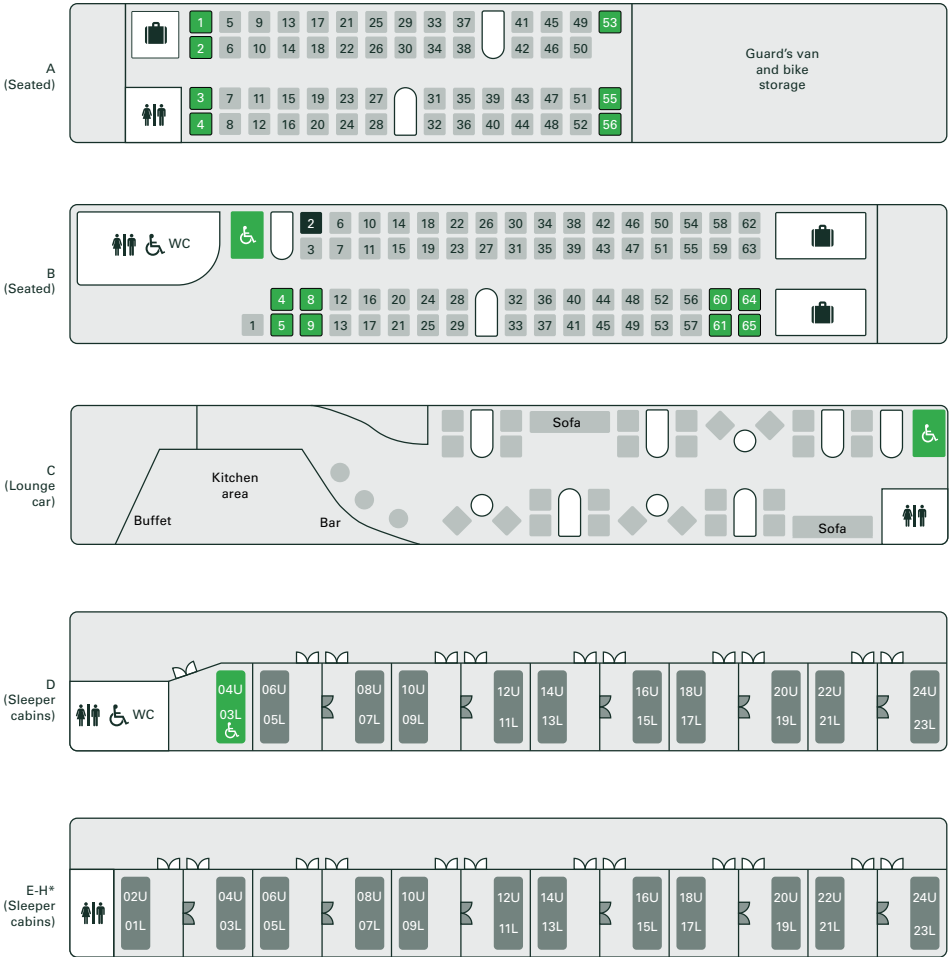 A
(Seated)
1 5 9 13 17 21 25 29 33 37 41 45 49 53
2 6 10 14 18 22 26 30 34 38 42 46 50
3 7 11 15 19 23 27 31 35 39 43 47 51 55
4 8 12 16 20 24 28 32 36 40 44 48 52 56
Guard's van
and bike
storage
B
(Seated)
WC
2 6 10 14 18 22 26 30 34 38 42 46 50 54 58 62
3 7 11 15 19 23 27 31 35 39 43 47 51 55 59 63
4 8 12 16 20 24 28 32 36 40 44 48 52 56 60 64
1 5 9 13 17 21 25 29 33 37 41 45 49 53 57 61 65
C
(Lounge
car)
Buffet
Kitchen
area
Bar
Sofa
Sofa
D
(Sleeper
cabins)
WC
04U 06U 08U 10U 12U 14U 16U 18U 20U 22U 24U
03L 05L 07L 09L 11L 13L 15L 17L 19L 21L 23L
E-H*
(Sleeper
cabins)
02U 04U 06U 08U 10U 12U 14U 16U 18U 20U 22U 24U
01L 03L 05L 07L 09L 11L 13L 15L 17L 19L 21L 23L